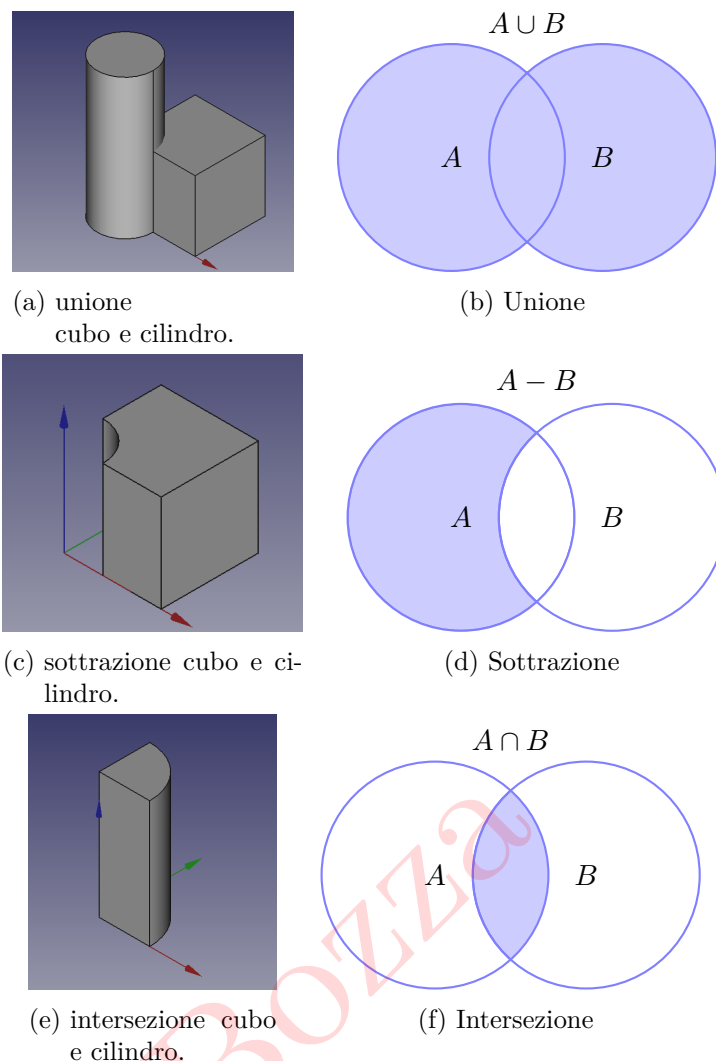 A ∪ B
A
B
(a) unione
cubo e cilindro.
(b) Unione
A − B
A
B
(c) sottrazione cubo e ci-
lindro.
(d) Sottrazione
A ∩ B
A
B
(e) intersezione cubo
e cilindro.
(f) Intersezione
Bozza